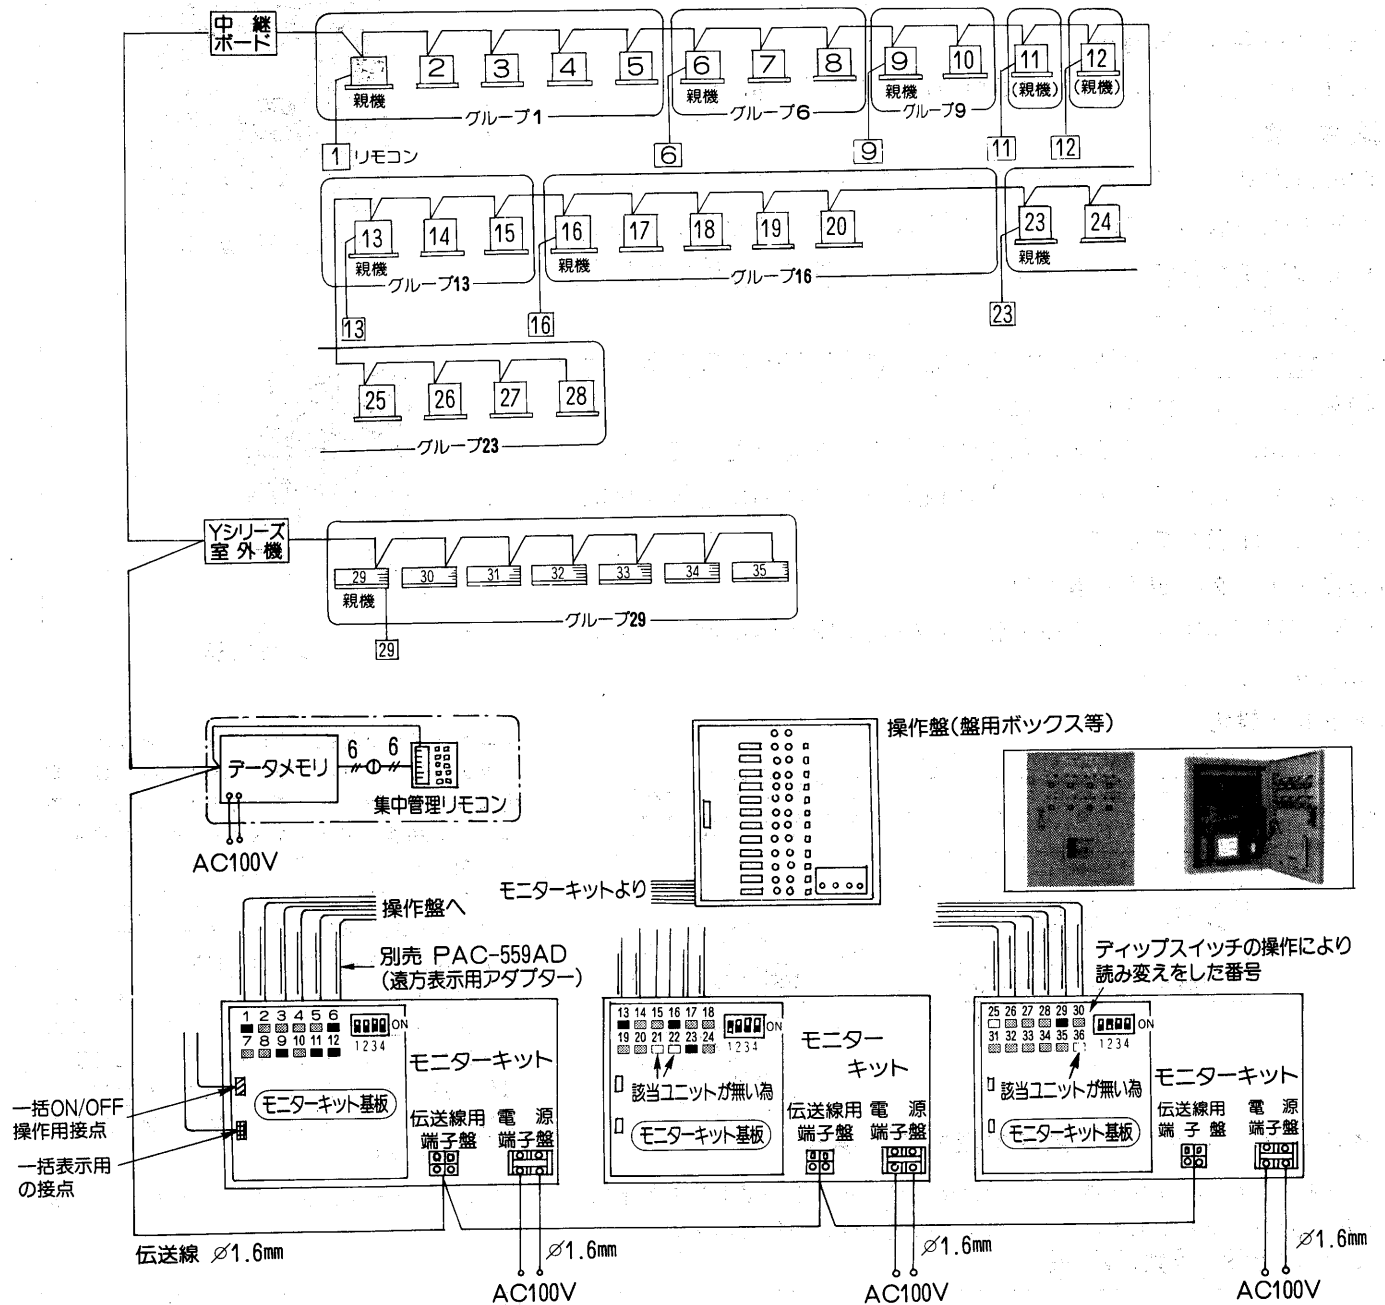 中継
ボード
2
3
4
5
6
7
8
9
10
11
12
親機
親機
親機
(親機)
(親機)
グループ1
グループ6
グループ9
1 リモコン
6
9
11
12
13
14
15
16
17
18
19
20
23
24
親機
親機
親機
グループ13
グループ16
13
16
23
25
26
27
28
グループ23
Yシリーズ
室外機
29
30
31
32
33
34
35
親機
グループ29
29
データメモリ
6
6
集中管理リモコン
AC100V
操作盤(盤用ボックス等)
モニターキットより
操作盤へ
別売 PAC-559AD
(遠方表示用アダプター)
ディップスイッチの操作により
読み変えをした番号
1 2 3 4 5 6
7 8 9 10 11 12
ON
1 2 3 4
モニターキット
モニターキット基板
伝送線用
端子盤
電源
端子盤
一括ON/OFF
操作用接点
一括表示用
の接点
13 14 15 16 17 18
19 20 21 22 23 24
ON
1 2 3 4
モニター
キット
該当ユニットが無い為
モニターキット基板
伝送線用
端子盤
電源
端子盤
25 26 27 28 29 30
31 32 33 34 35 36
ON
1 2 3 4
該当ユニットが無い為
モニターキット
モニターキット基板
伝送線用
端子盤
電源
端子盤
伝送線 ∅1.6mm
∅1.6mm
∅1.6mm
∅1.6mm
AC100V
AC100V
AC100V